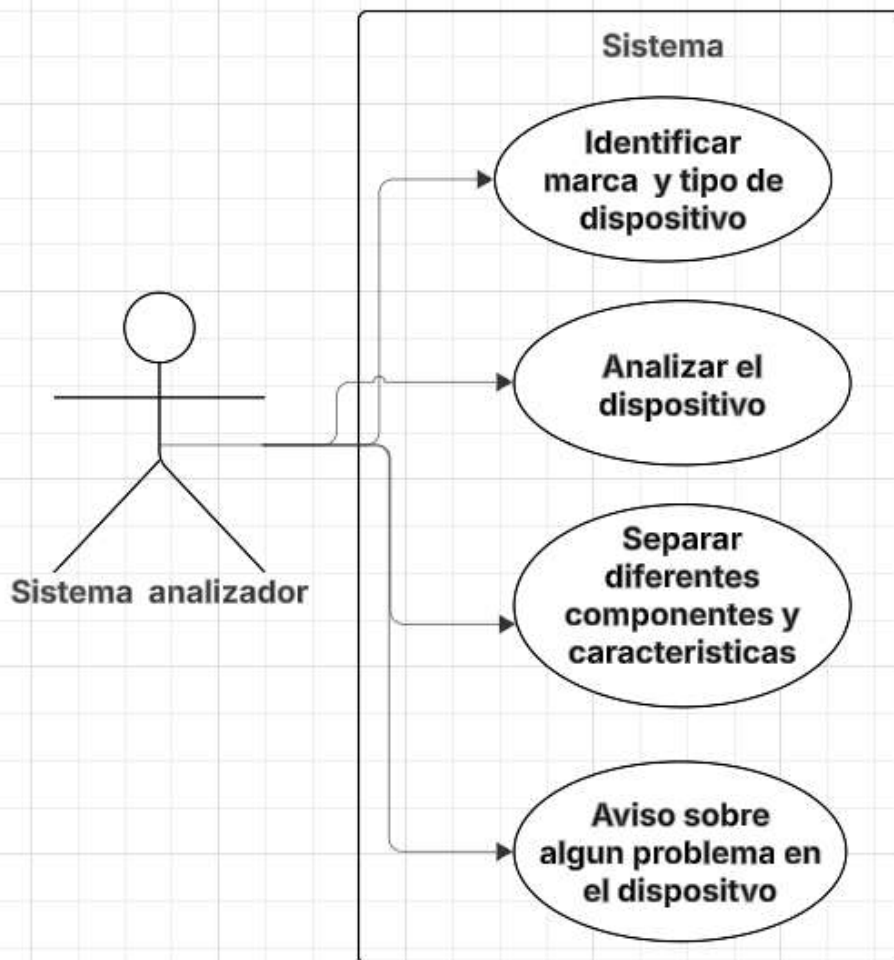 Sistema
Identificar
marca y tipo de
dispositivo
Analizar el
dispositivo
Separar
diferentes
componentes y
caracteristicas
Sistema analizador
Aviso sobre
algun problema en
el dispositvo